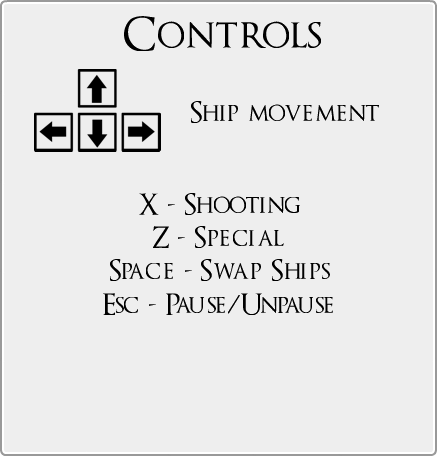 Controls
Ship movement
X - Shooting
Z - Special
Space - Swap Ships
Esc - Pause/Unpause